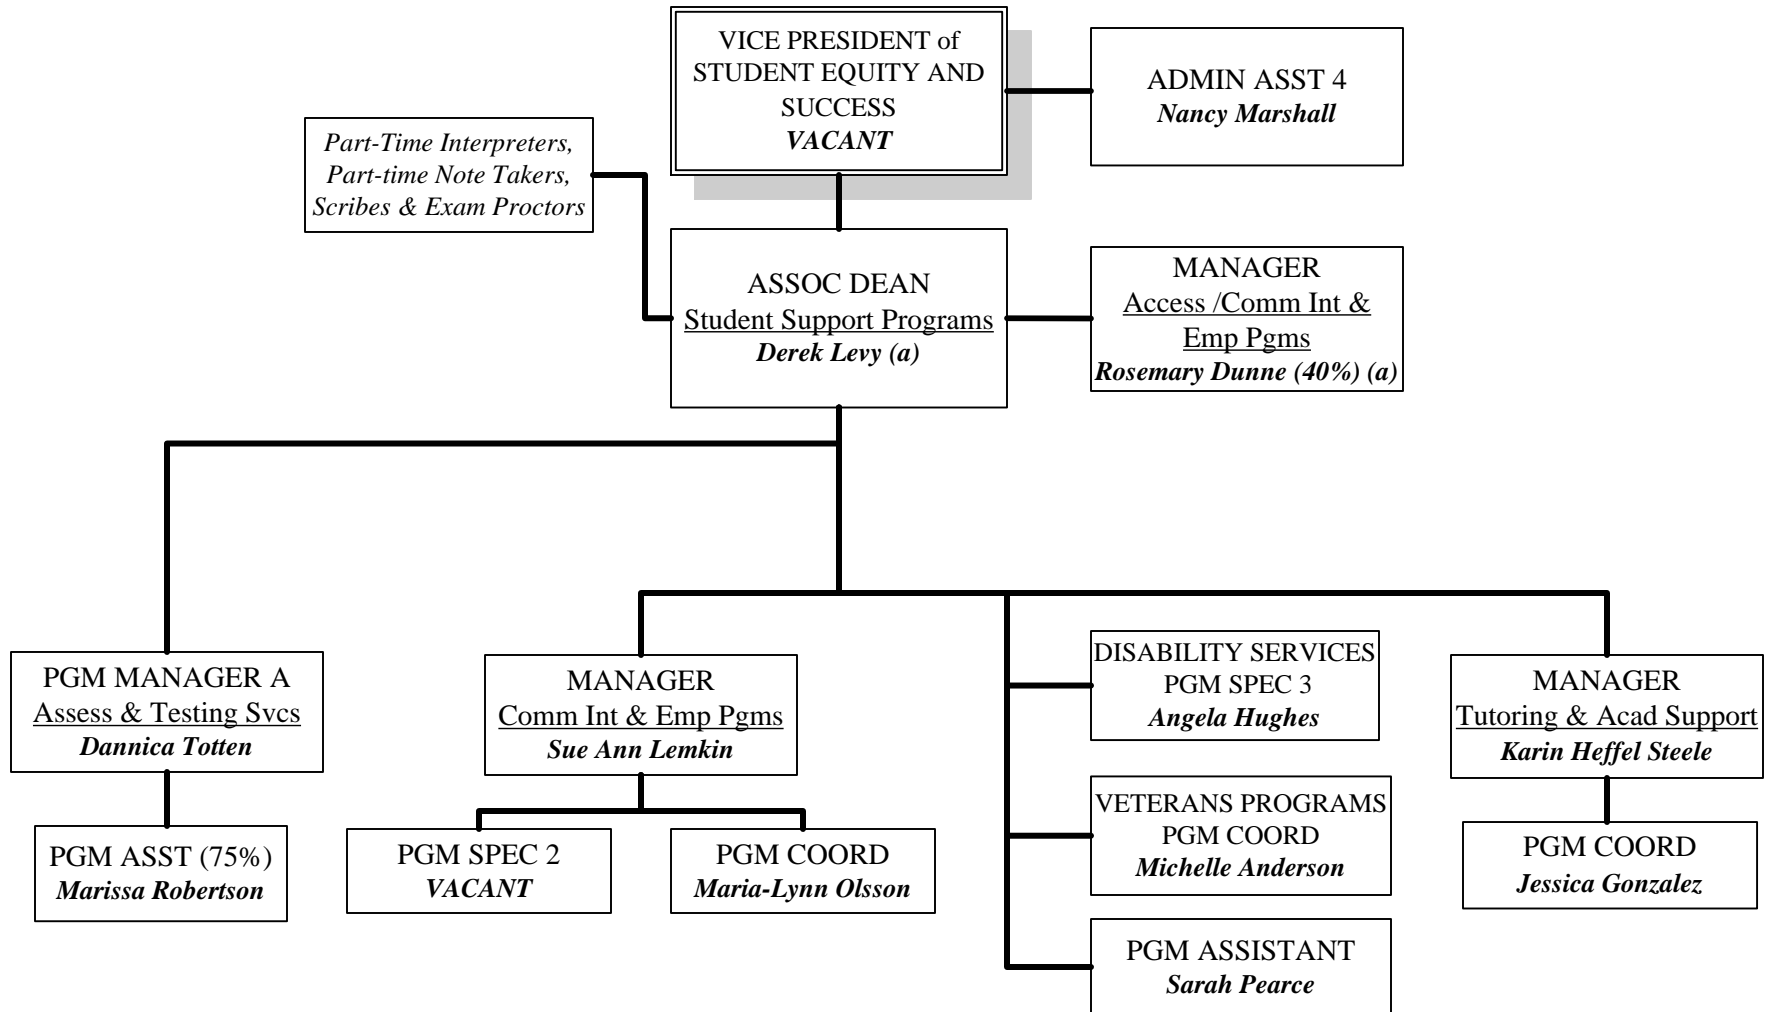 VICE PRESIDENT of
STUDENT EQUITY AND
SUCCESS
VACANT
ADMIN ASST 4
Nancy Marshall
Part-Time Interpreters,
Part-time Note Takers,
Scribes & Exam Proctors
ASSOC DEAN
Student Support Programs
Derek Levy (a)
MANAGER
Access /Comm Int &
Emp Pgms
Rosemary Dunne (40%) (a)
PGM MANAGER A
Assess & Testing Svcs
Dannica Totten
PGM ASST (75%)
Marissa Robertson
MANAGER
Comm Int & Emp Pgms
Sue Ann Lemkin
PGM SPEC 2
VACANT
PGM COORD
Maria-Lynn Olsson
DISABILITY SERVICES
PGM SPEC 3
Angela Hughes
VETERANS PROGRAMS
PGM COORD
Michelle Anderson
PGM ASSISTANT
Sarah Pearce
MANAGER
Tutoring & Acad Support
Karin Heffel Steele
PGM COORD
Jessica Gonzalez